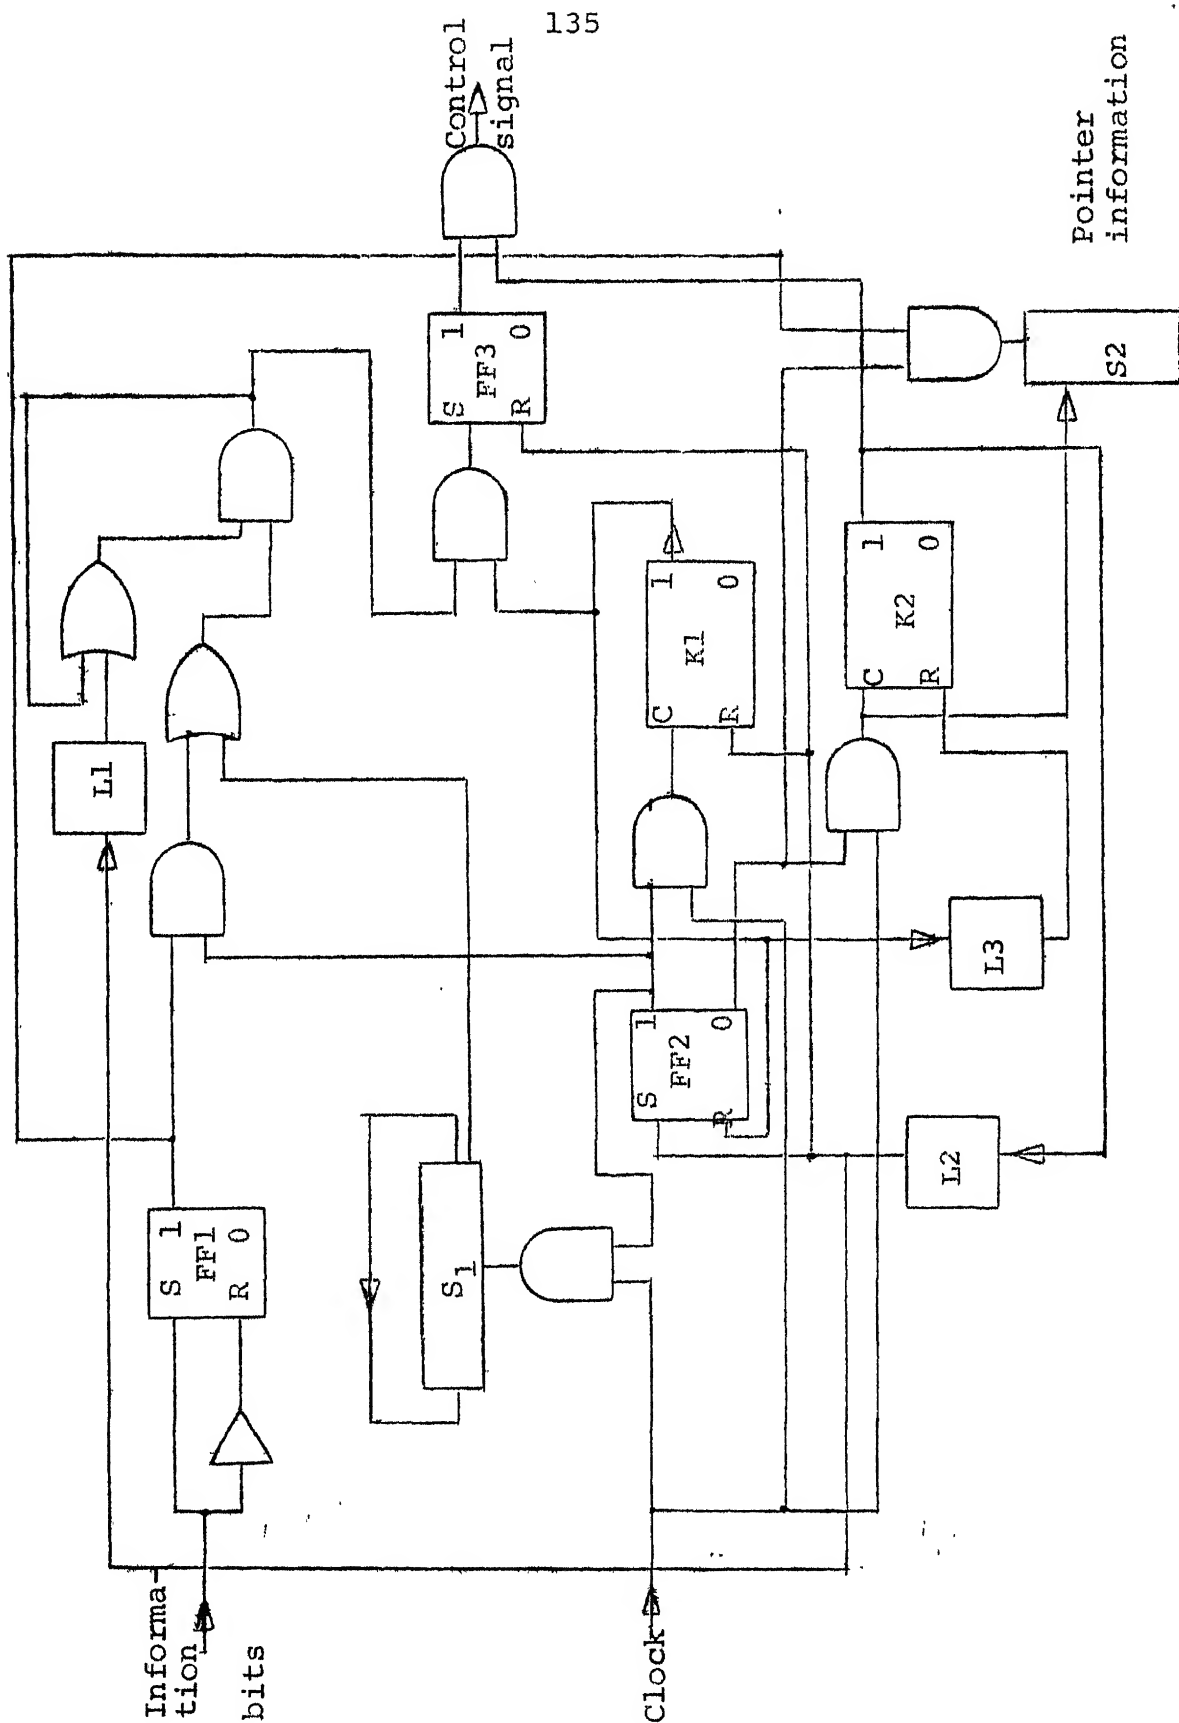 135
Informa-
tion
bits
Clock
S 1
FF1
R 0
S1
L1
S 1
FF2
R 0
L2
L3
C 1
K1
R 0
C 1
K2
R 0
S 1
FF3
R 0
Control
signal
S2
Pointer
information